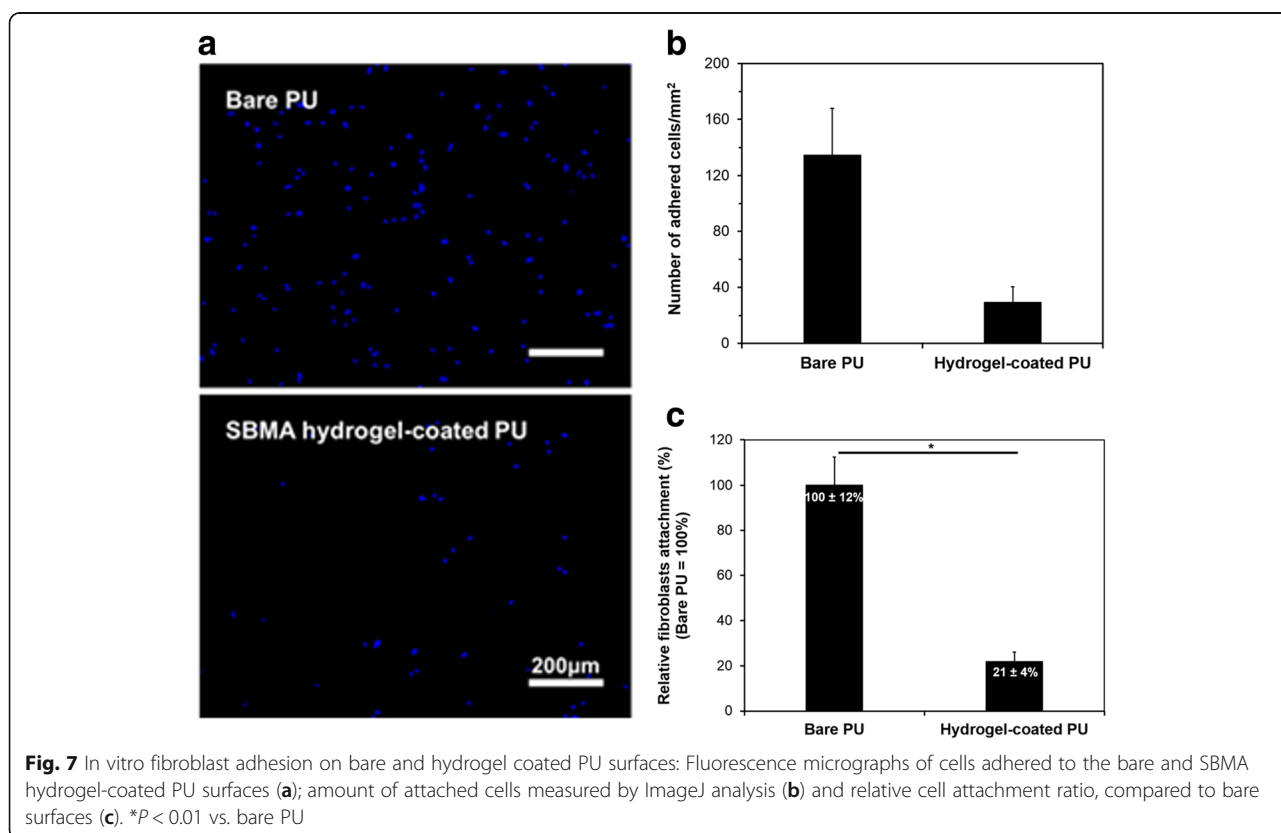 a
Bare PU
SBMA hydrogel-coated PU
200µm
b
Number of adhered cells/mm²
200
160
120
80
40
0
Bare PU
Hydrogel-coated PU
c
Relative fibroblasts attachment (%)
(Bare PU = 100%)
120
100
80
60
40
20
0
*
100 ± 12%
21 ± 4%
Bare PU
Hydrogel-coated PU
Fig. 7 In vitro fibroblast adhesion on bare and hydrogel coated PU surfaces: Fluorescence micrographs of cells adhered to the bare and SBMA
hydrogel-coated PU surfaces (a); amount of attached cells measured by ImageJ analysis (b) and relative cell attachment ratio, compared to bare
surfaces (c). *P < 0.01 vs. bare PU